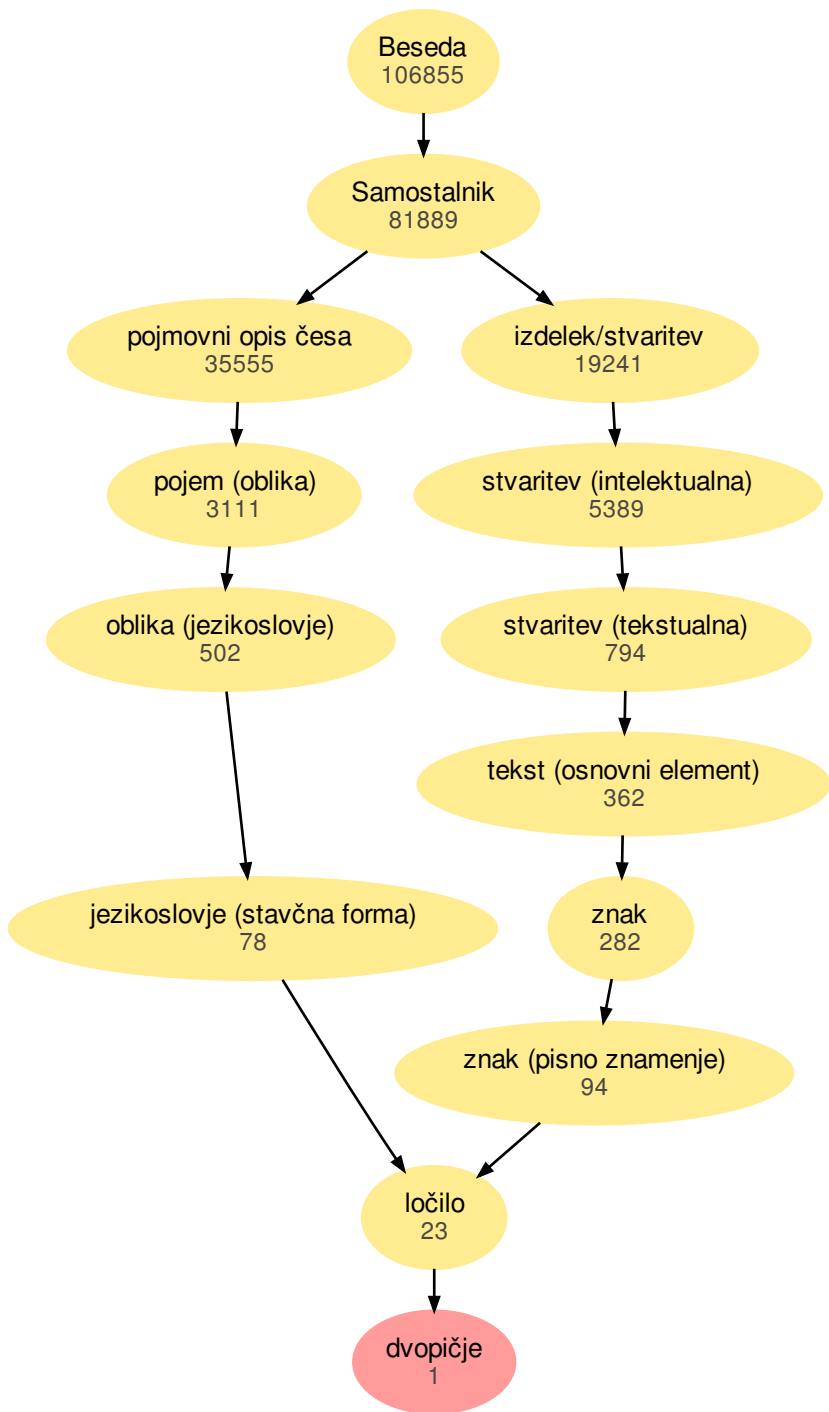 Beseda
106855
Samostalnik
81889
pojmovni opis česa
35555
izdelek/stvaritev
19241
pojem (oblika)
3111
stvaritev (intelektualna)
5389
oblika (jezikoslovje)
502
stvaritev (tekstualna)
794
tekst (osnovni element)
362
jezikoslovje (stavčna forma)
78
znak
282
znak (pisno znamenje)
94
ločilo
23
dvopičje
1